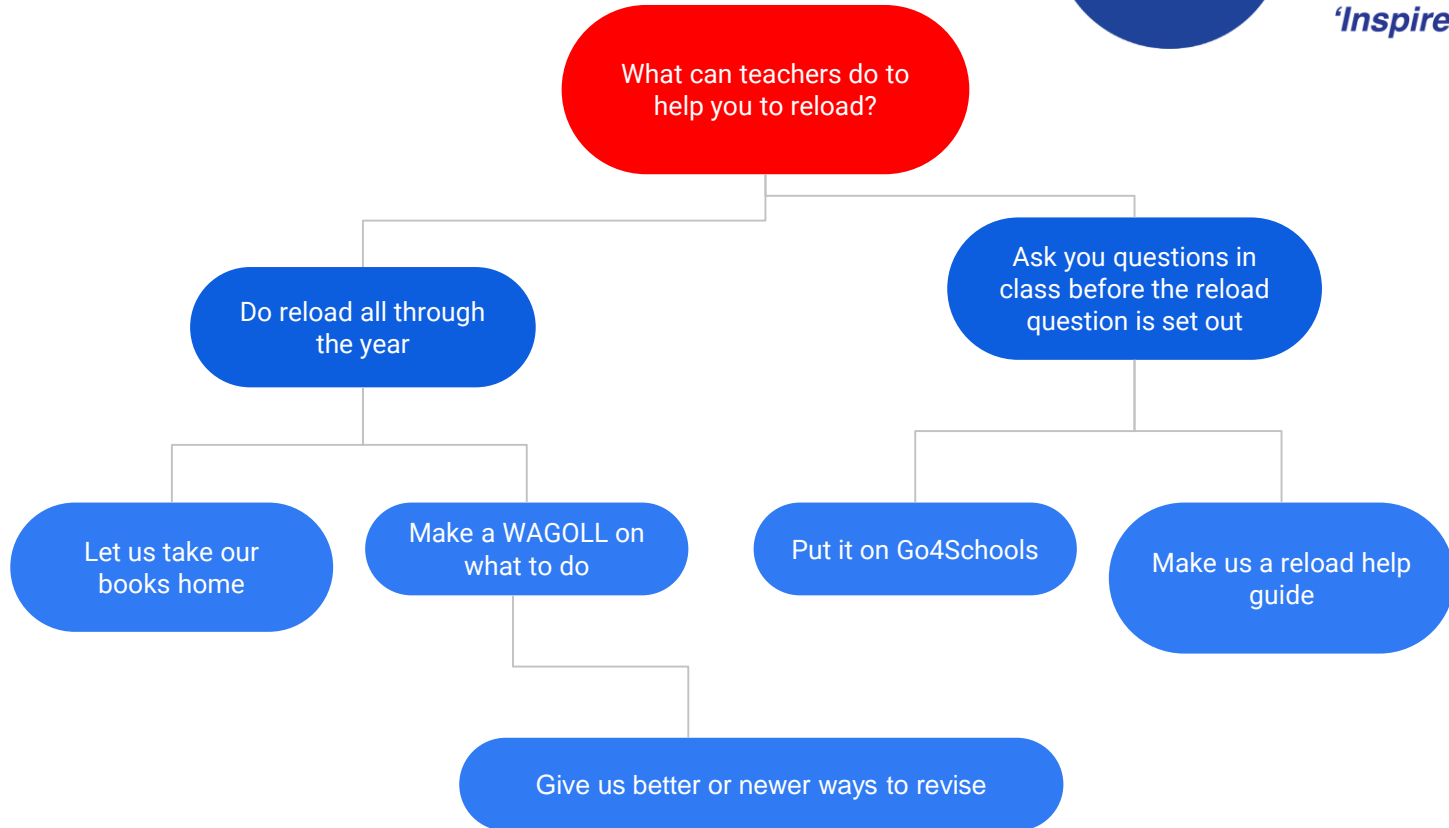 ‘Inspire
What can teachers do to
help you to reload?
Do reload all through
the year
Ask you questions in
class before the reload
question is set out
Let us take our
books home
Make a WAGOLL on
what to do
Put it on Go4Schools
Make us a reload help
guide
Give us better or newer ways to revise